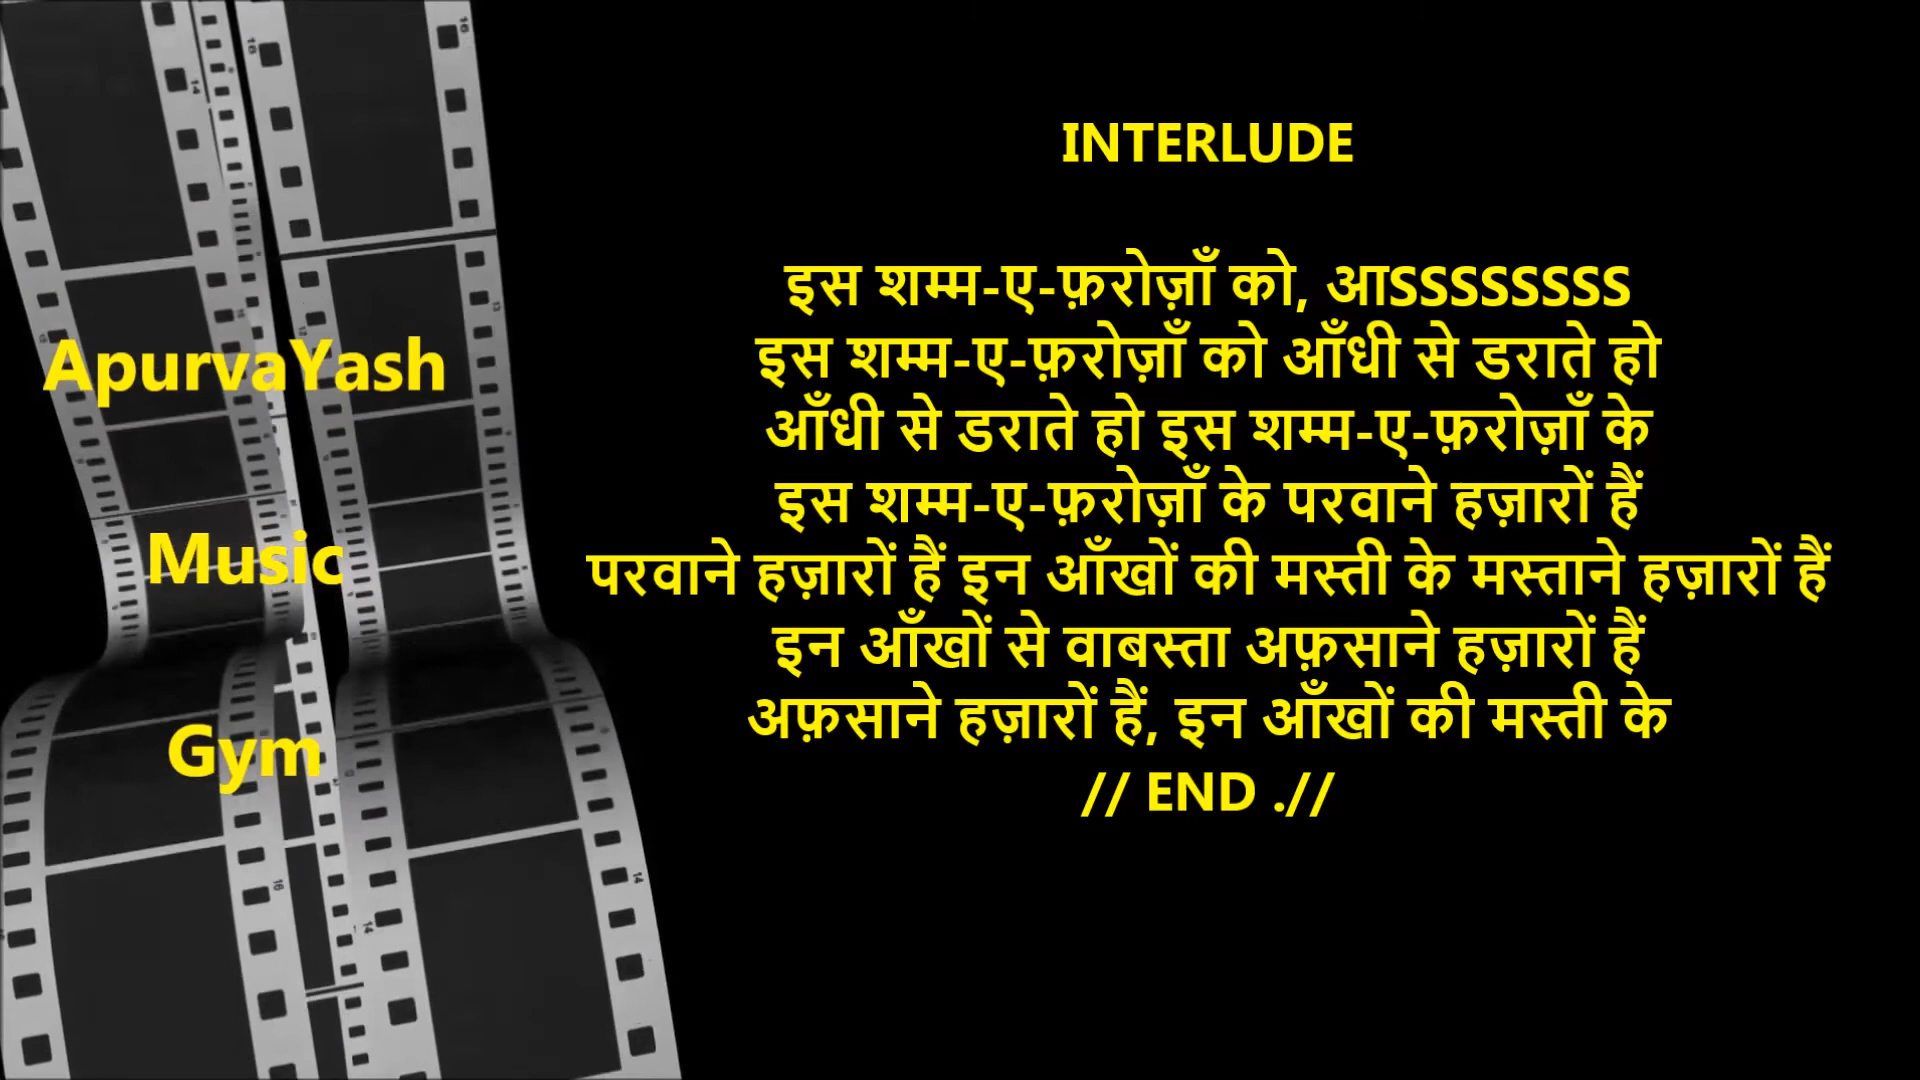 ApurvaYash
Music
Gym
INTERLUDE
इस शम्म-ए-फ़रोज़ाँ को, आSSSSSSSS
इस शम्म-ए-फ़रोज़ाँ को आँधी से डराते हो
आँधी से डराते हो इस शम्म-ए-फ़रोज़ाँ के
इस शम्म-ए-फ़रोज़ाँ के परवाने हज़ारों हैं
परवाने हज़ारों हैं इन आँखों की मस्ती के मस्ताने हज़ारों हैं
इन आँखों से वाबस्ता अफ़साने हज़ारों हैं
अफ़साने हज़ारों हैं, इन आँखों की मस्ती के
// END .//